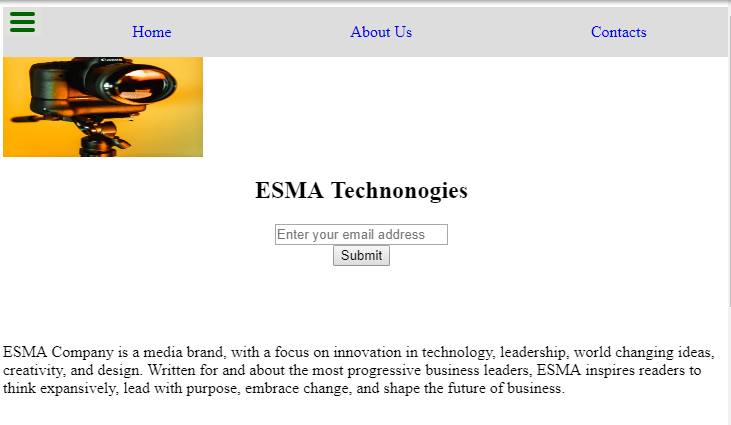 Home About Us Contacts
Canon
ESMA Technonogies
Enter your email address
Submit
ESMA Company is a media brand, with a focus on innovation in technology, leadership, world changing ideas,
creativity, and design. Written for and about the most progressive business leaders, ESMA inspires readers to
think expansively, lead with purpose, embrace change, and shape the future of business.